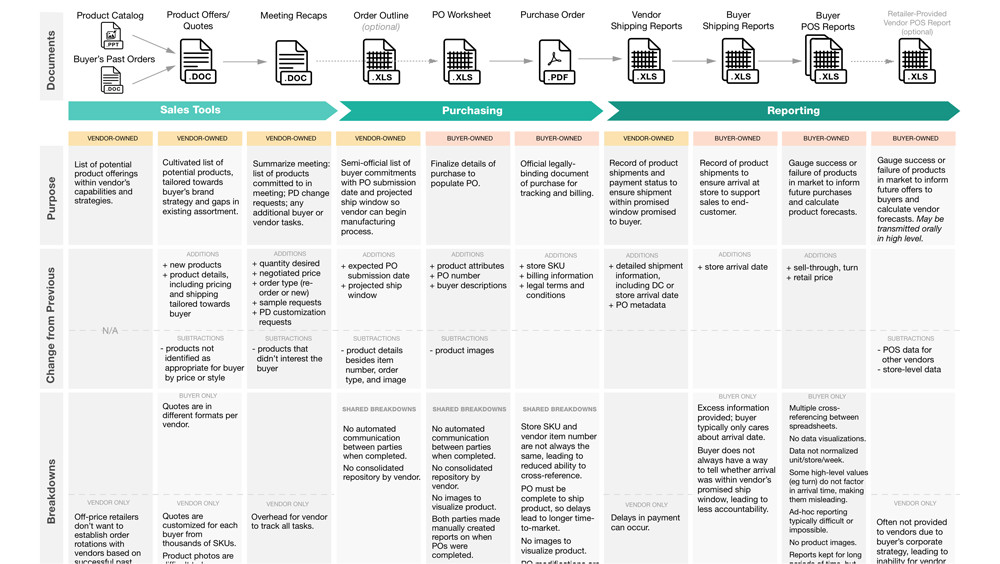 Documents
Product Catalog
.PPT
Buyer's Past Orders
.DOC
Product Offers/
Quotes
.DOC
Meeting Recaps
.DOC
Order Outline
(optional)
.XLS
PO Worksheet
.XLS
Purchase Order
.PDF
Vendor
Shipping Reports
.XLS
Buyer
Shipping Reports
.XLS
Buyer
POS Reports
.XLS
Retailer-Provided
Vendor POS Report
(optional)
.XLS
Sales Tools
Purchasing
Reporting
VENDOR-OWNED
VENDOR-OWNED
VENDOR-OWNED
VENDOR-OWNED
BUYER-OWNED
BUYER-OWNED
VENDOR-OWNED
BUYER-OWNED
BUYER-OWNED
BUYER-OWNED
Purpose
List of potential
product offerings
within vendor's
capabilities and
strategies.
Cultivated list of
potential products,
tailored towards
buyer's brand
strategy and gaps in
existing assortment.
Summarize meeting:
list of products
committed to in
meeting; PD change
requests; any
additional buyer or
vendor tasks.
Semi-official list of
buyer commitments
with PO submission
date and projected
ship window so
vendor can begin
manufacturing
process.
Finalize details of
purchase to
populate PO.
Official legally-
binding document
of purchase for
tracking and billing.
Record of product
shipments and
payment status to
ensure shipment
within promised
window promised
to buyer.
Record of product
shipments to
ensure arrival at
store to support
sales to end-
customer.
Gauge success or
failure of products
in market to inform
future purchases
and calculate
product forecasts.
Gauge success or
failure of products
in market to inform
future offers to
buyers and
calculate vendor
forecasts. May be
transmitted orally
in high level.
Change from Previous
N/A
ADDITIONS
+ new products
+ product details,
including pricing
and shipping
tailored towards
buyer
SUBTRACTIONS
- products not
identified as
appropriate for buyer
by price or style
ADDITIONS
+ quantity desired
+ negotiated price
+ order type (re-
order or new)
+ sample requests
+ PD customization
requests
SUBTRACTIONS
- products that
didn't interest the
buyer
ADDITIONS
+ expected PO
submission date
+ projected ship
window
SUBTRACTIONS
- product details
besides item
number, order
type, and image
ADDITIONS
+ product attributes
+ PO number
+ buyer descriptions
SUBTRACTIONS
- product images
ADDITIONS
+ store SKU
+ billing information
+ legal terms and
conditions
ADDITIONS
+ detailed shipment
information,
including DC or
store arrival date
+ PO metadata
ADDITIONS
+ store arrival date
ADDITIONS
+ sell-through, turn
+ retail price
SUBTRACTIONS
- POS data for
other vendors
- store-level data
Breakdowns
VENDOR ONLY
Off-price retailers
don't want to
establish order
rotations with
vendors based on
successful past
BUYER ONLY
Quotes are in
different formats per
vendor.
VENDOR ONLY
Quotes are
customized for each
buyer from
thousands of SKUs.
Product photos are
VENDOR ONLY
Overhead for vendor
to track all tasks.
SHARED BREAKDOWNS
No automated
communication
between parties
when completed.
No consolidated
repository by vendor.
SHARED BREAKDOWNS
No automated
communication
between parties
when completed.
No consolidated
repository by
vendor.
No images to
visualize product.
Both parties made
manually created
reports on when
POs were
completed.
SHARED BREAKDOWNS
Store SKU and
vendor item number
are not always the
same, leading to
reduced ability to
cross-reference.
PO must be
complete to ship
product, so delays
lead to longer time-
to-market.
No images to
visualize product.
VENDOR ONLY
Delays in payment
can occur.
BUYER ONLY
Excess information
provided; buyer
typically only cares
about arrival date.
Buyer does not
always have a way
to tell whether arrival
was within vendor's
promised ship
window, leading to
less accountability.
BUYER ONLY
Multiple cross-
referencing between
spreadsheets.
No data visualizations.
Data not normalized
unit/store/week.
Some high-level values
(eg turn) do not factor
in arrival time, making
them misleading.
Ad-hoc reporting
typically difficult or
impossible.
No product images.
Reports kept for long
VENDOR ONLY
Often not provided
to vendors due to
buyer's corporate
strategy, leading to
inability for vendor